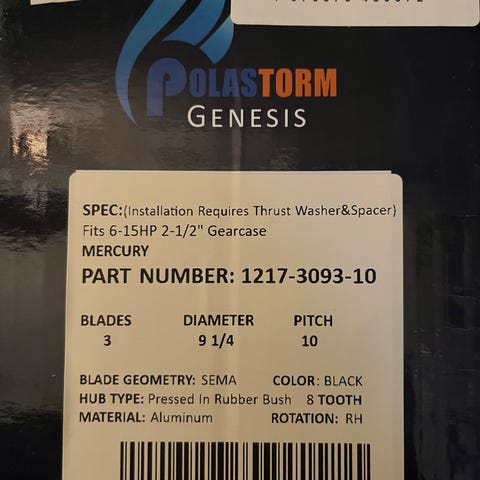 POLASTORM
GENESIS
SPEC:(Installation Requires Thrust Washer&Spacer)
Fits 6-15HP 2-1/2" Gearcase
MERCURY
PART NUMBER: 1217-3093-10
BLADES DIAMETER PITCH
3 9 1/4 10
BLADE GEOMETRY: SEMA COLOR: BLACK
HUB TYPE: Pressed In Rubber Bush 8 TOOTH
MATERIAL: Aluminum ROTATION: RH